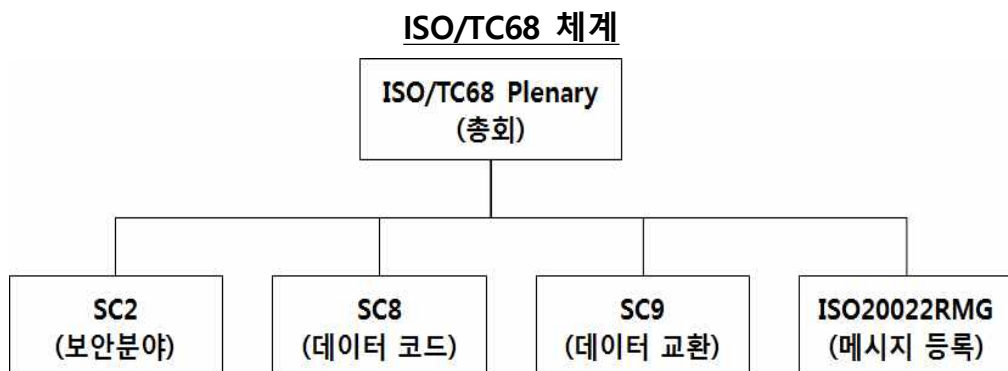 ISO/TC68 체계
ISO/TC68 Plenary
(총회)
SC2
(보안분야)
SC8
(데이터 코드)
SC9
(데이터 교환)
ISO20022RMG
(메시지 등록)